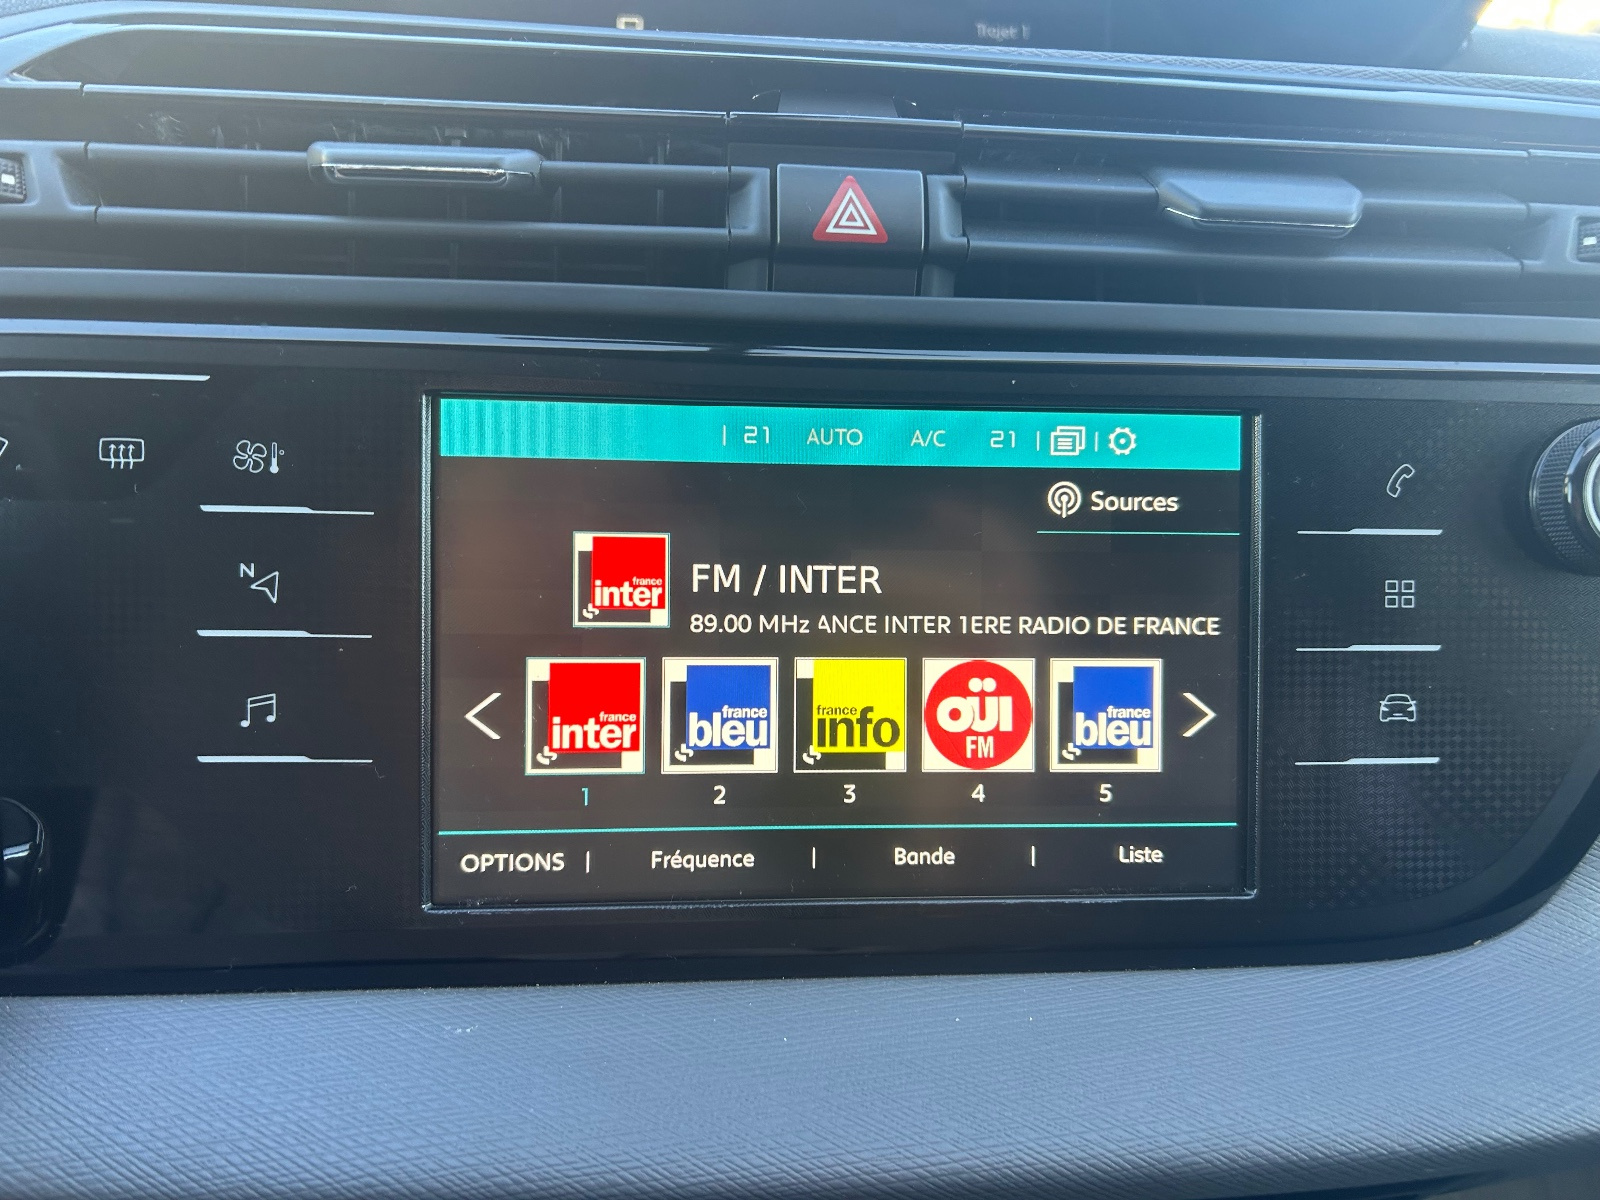 Trajet 1
21 AUTO A/C 21
Sources
france
inter
FM / INTER
89.00 MHz ANCE INTER 1ERE RADIO DE FRANCE
france
inter
france
bleu
france
info
OÜI
FM
france
bleu
1 2 3 4 5
OPTIONS | Fréquence | Bande | Liste
N